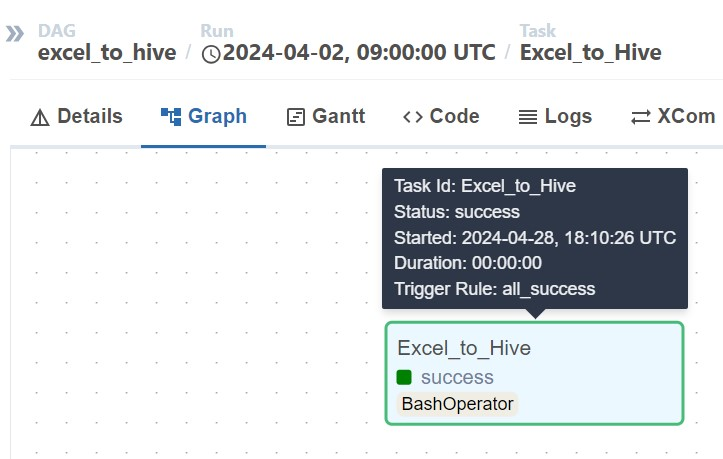 DAG Run Task
excel_to_hive / 2024-04-02, 09:00:00 UTC / Excel_to_Hive
Details Graph Gantt Code Logs XCom
Task Id: Excel_to_Hive
Status: success
Started: 2024-04-28, 18:10:26 UTC
Duration: 00:00:00
Trigger Rule: all_success
Excel_to_Hive
success
BashOperator